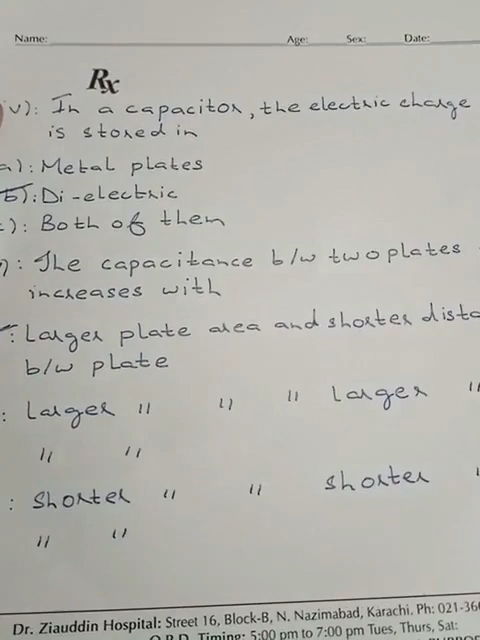 Name: Age: Sex: Date:
Rx
v): In a capacitor, the electric charge
is stored in
a): Metal plates
b): Di-electric
c): Both of them
): The capacitance b/w two plates
increases with
: Larger plate area and shorter dista
b/w plate
: Larger " " " Larger "
" "
: Shorter " " shorter "
" "
Dr. Ziauddin Hospital: Street 16, Block-B, N. Nazimabad, Karachi. Ph: 021-36
O.P.D. Timing: 5:00 pm to 7:00 pm Tues, Thurs, Sat: